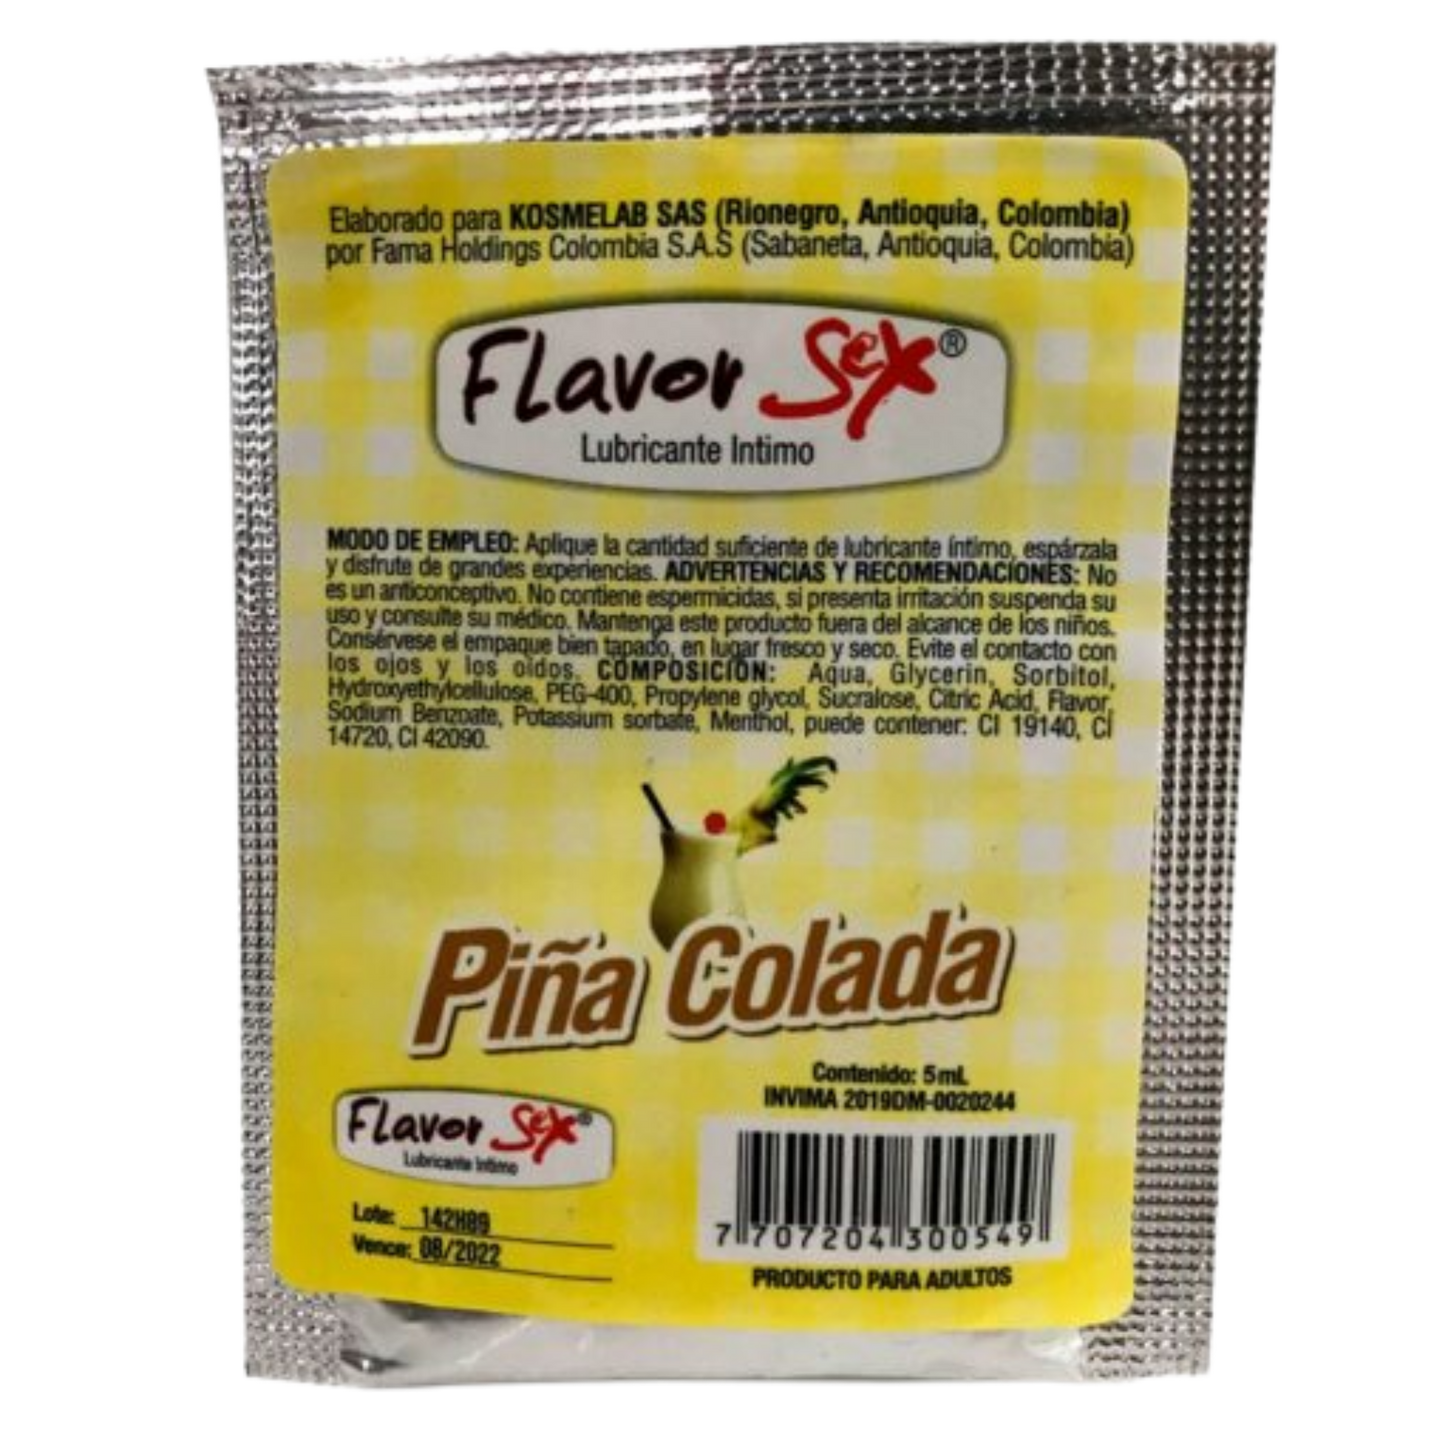 Elaborado para KOSMELAB SAS (Rionegro, Antioquia, Colombia)
por Fama Holdings Colombia S.A.S (Sabaneta, Antioquia, Colombia)
FLavor Sex®
Lubricante Intimo
MODO DE EMPLEO: Aplique la cantidad suficiente de lubricante íntimo, espárzala
y disfrute de grandes experiencias. ADVERTENCIAS Y RECOMENDACIONES: No
es un anticonceptivo. No contiene espermicidas, si presenta irritación suspenda su
uso y consulte su médico. Mantenga este producto fuera del alcance de los niños.
Consérvese el empaque bien tapado, en lugar fresco y seco. Evite el contacto con
los ojos y los oídos. COMPOSICIÓN: Aqua, Glycerin, Sorbitol,
Hydroxyethylcellulose, PEG-400, Propylene glycol, Sucralose, Citric Acid, Flavor,
Sodium Benzoate, Potassium sorbate, Menthol, puede contener: CI 19140, CI
14720, CI 42090.
Piña Colada
Contenido: 5 mL
INVIMA 2019DM-0020244
FLavor Sex®
Lubricante Intimo
Lote: 142H89
Vence: 08/2022
7 707204 300549
PRODUCTO PARA ADULTOS